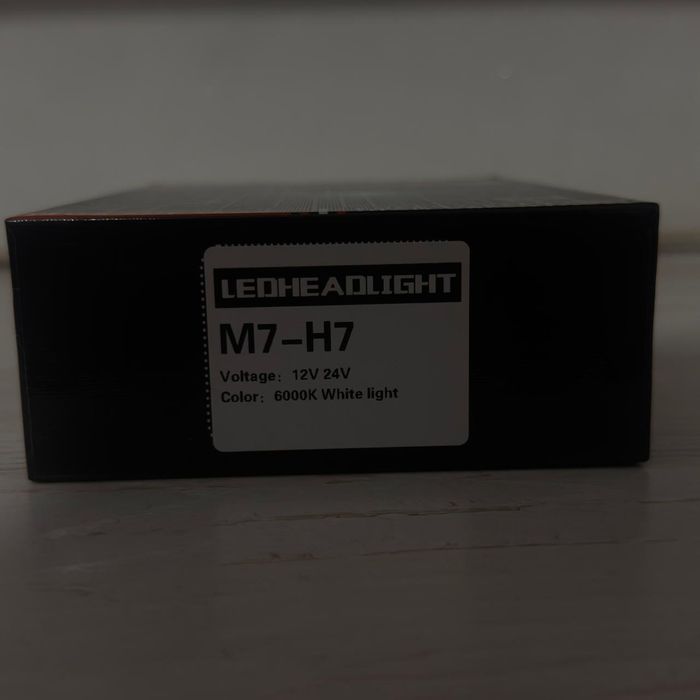 LEDHEADLIGHT
M7-H7
Voltage: 12V 24V
Color: 6000K White light